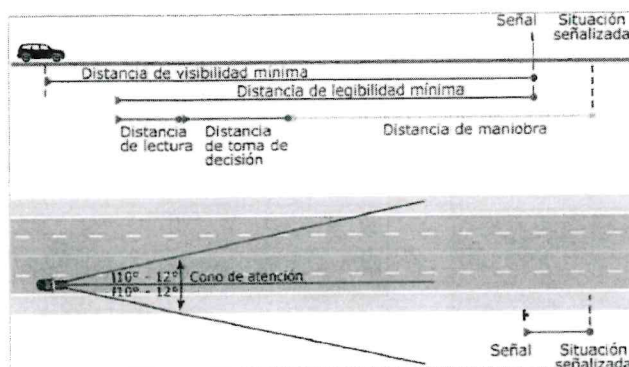 Señal Situación
señalizada
Distancia de visibilidad mínima
Distancia de legibilidad mínima
Distancia Distancia Distancia de maniobra
de lectura de toma de
decisión
10° - 12° Cono de atención
10° - 12°
Señal Situación
señalizada